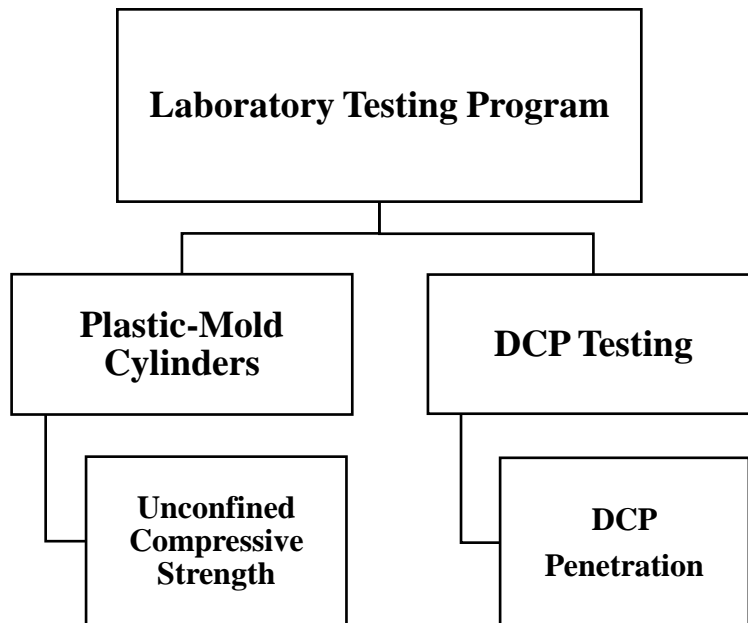 Laboratory Testing Program
Plastic-Mold
Cylinders
DCP Testing
Unconfined
Compressive
Strength
DCP
Penetration